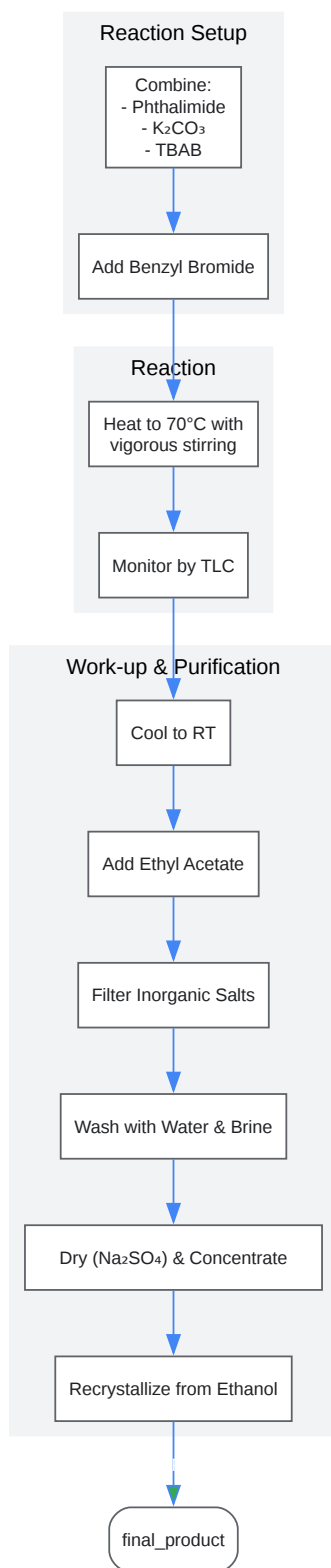 Reaction Setup
Combine:
- Phthalimide
- K₂CO₃
- TBAB
Add Benzyl Bromide
Reaction
Heat to 70°C with
vigorous stirring
Monitor by TLC
Work-up & Purification
Cool to RT
Add Ethyl Acetate
Filter Inorganic Salts
Wash with Water & Brine
Dry (Na₂SO₄) & Concentrate
Recrystallize from Ethanol
final_product